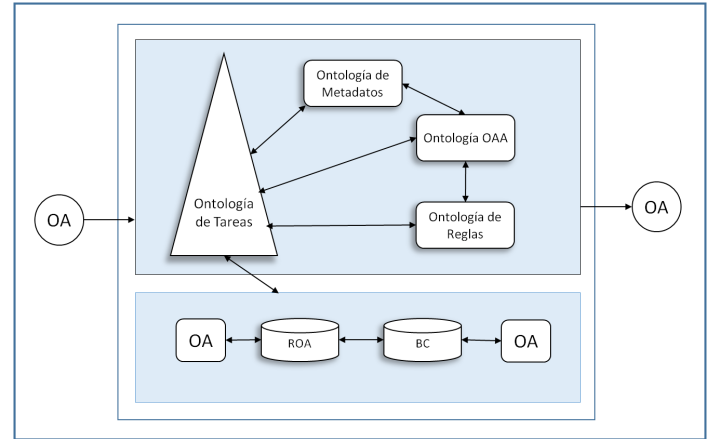 Ontología de
Metadatos
Ontología OAA
Ontología
de Tareas
Ontología de
Reglas
OA
OA
OA
ROA
BC
OA